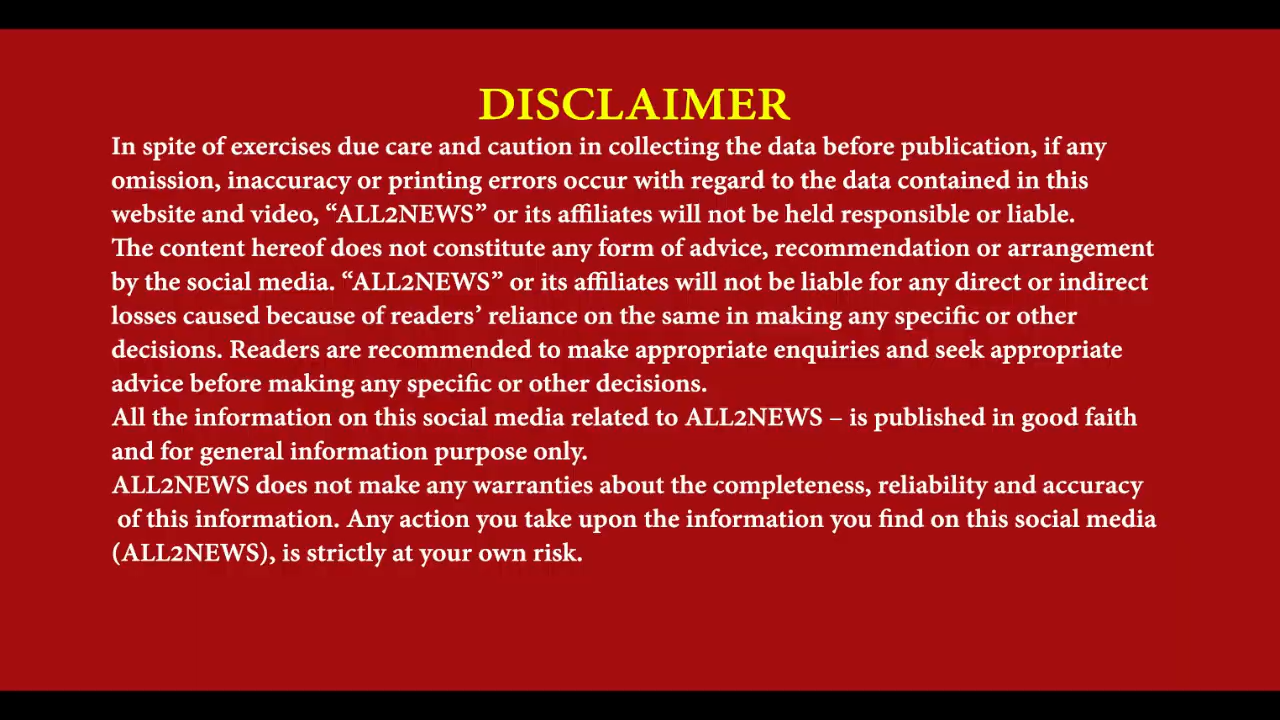 DISCLAIMER
In spite of exercises due care and caution in collecting the data before publication, if any
omission, inaccuracy or printing errors occur with regard to the data contained in this
website and video, “ALL2NEWS” or its affiliates will not be held responsible or liable.
The content hereof does not constitute any form of advice, recommendation or arrangement
by the social media. “ALL2NEWS” or its affiliates will not be liable for any direct or indirect
losses caused because of readers’ reliance on the same in making any specific or other
decisions. Readers are recommended to make appropriate enquiries and seek appropriate
advice before making any specific or other decisions.
All the information on this social media related to ALL2NEWS – is published in good faith
and for general information purpose only.
ALL2NEWS does not make any warranties about the completeness, reliability and accuracy
of this information. Any action you take upon the information you find on this social media
(ALL2NEWS), is strictly at your own risk.